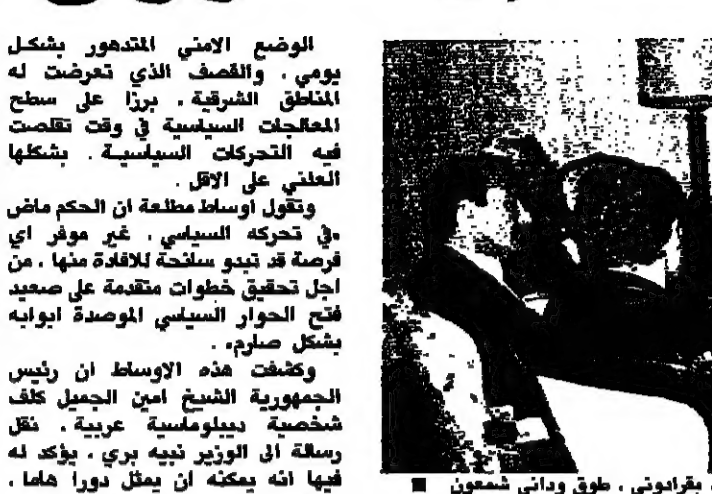 الوضع الامني المتدهور بشكل
يومي ، والقصف الذي تعرضت له
المناطق الشرقية ، برزا على سطح
المعالجات السياسية في وقت تقلصت
فيه التحركات السياسيــة ، بشكلها
العلني على الاقل .
وتقول اوساط مطلعة ان الحكم ماض
«في تحركه السياسي ، غير موفر اي
فرصة قد تبدو سانحة للافادة منها ، من
اجل تحقيق خطوات متقدمة على صعيد
فتح الحوار السياسي الموصدة ابوابه
بشكل صارم» .
وكشفت هذه الاوساط ان رئيس
الجمهورية الشيخ امين الجميل كلف
شخصية ديبلوماسية عربية ، نقل
رسالة الى الوزير نبيه بري ، يؤكد له
فيها انه يمكنه ان يمثل دورا هاما ،
، بقرادوني ، طوق وداني شمعون ■